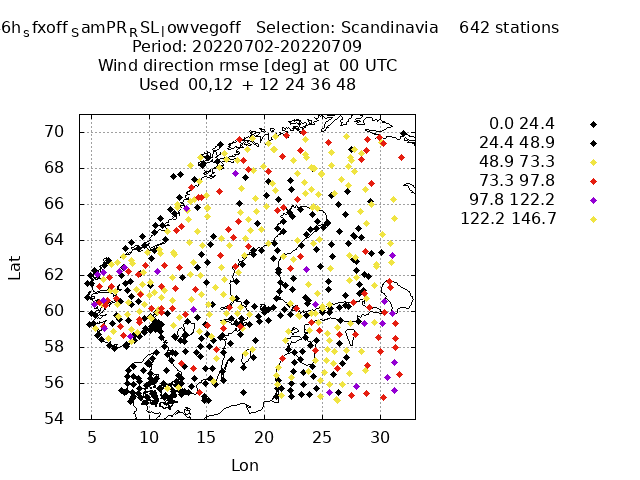 6h_sfxoff_SamPR_RSL_lowvegoff Selection: Scandinavia 642 stations
Period: 20220702-20220709
Wind direction rmse [deg] at 00 UTC
Used 00,12 + 12 24 36 48
0.0 24.4
24.4 48.9
48.9 73.3
73.3 97.8
97.8 122.2
122.2 146.7
70
68
66
64
62
60
58
56
54
Lat
5 10 15 20 25 30
Lon